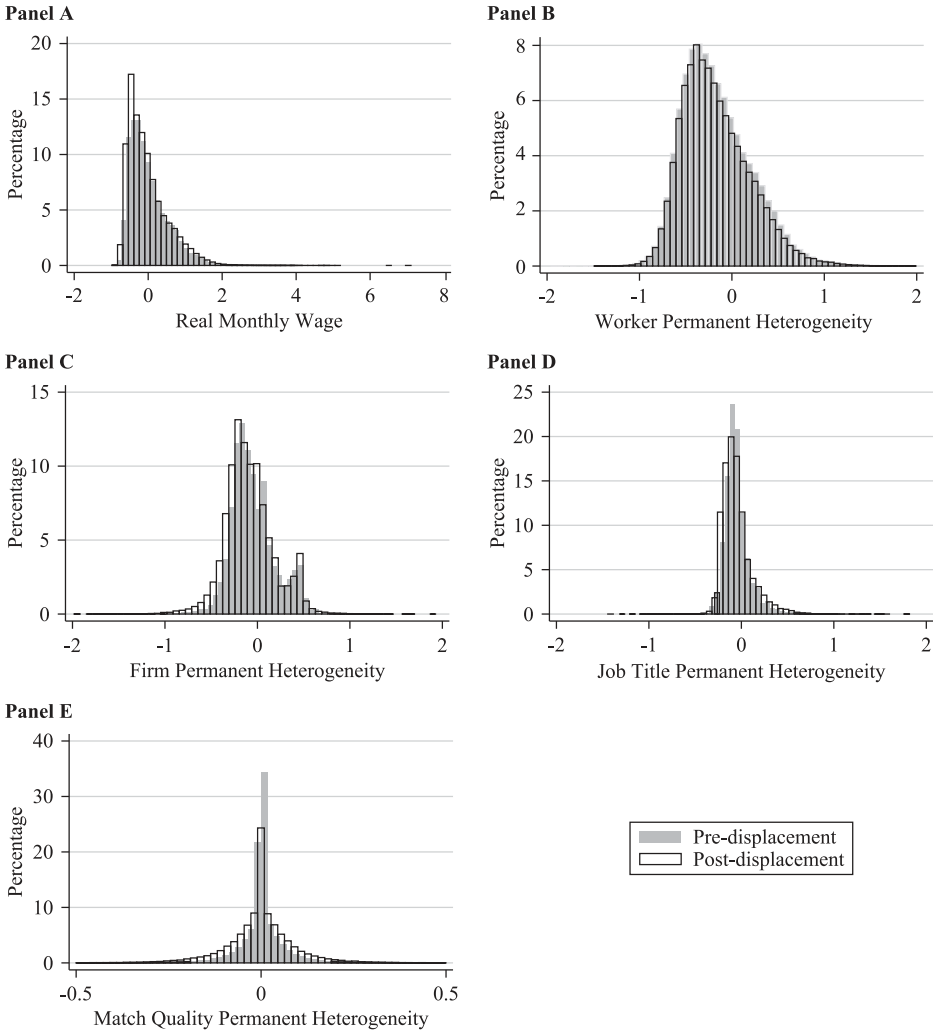 Panel A
20
15
10
5
0
Percentage
-2 0 2 4 6 8
Real Monthly Wage
Panel B
8
6
4
2
0
Percentage
-2 -1 0 1 2
Worker Permanent Heterogeneity
Panel C
15
10
5
0
Percentage
-2 -1 0 1 2
Firm Permanent Heterogeneity
Panel D
25
20
15
10
5
0
Percentage
-2 -1 0 1 2
Job Title Permanent Heterogeneity
Panel E
40
30
20
10
0
Percentage
-0.5 0 0.5
Match Quality Permanent Heterogeneity
Pre-displacement
Post-displacement